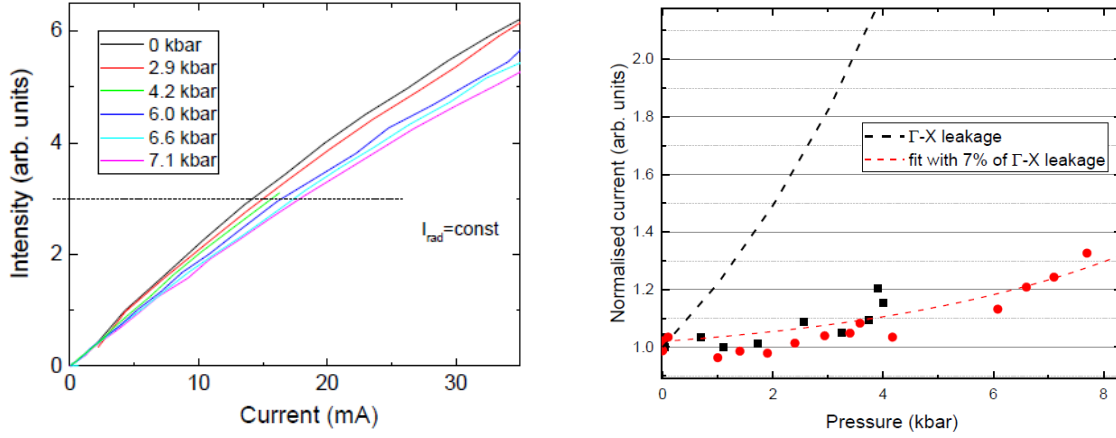 Intensity (arb. units)
6
4
2
0
0 kbar
2.9 kbar
4.2 kbar
6.0 kbar
6.6 kbar
7.1 kbar
I_rad=const
0 10 20 30
Current (mA)
Normalised current (arb. units)
2.0
1.8
1.6
1.4
1.2
1.0
Γ-X leakage
fit with 7% of Γ-X leakage
0 2 4 6 8
Pressure (kbar)